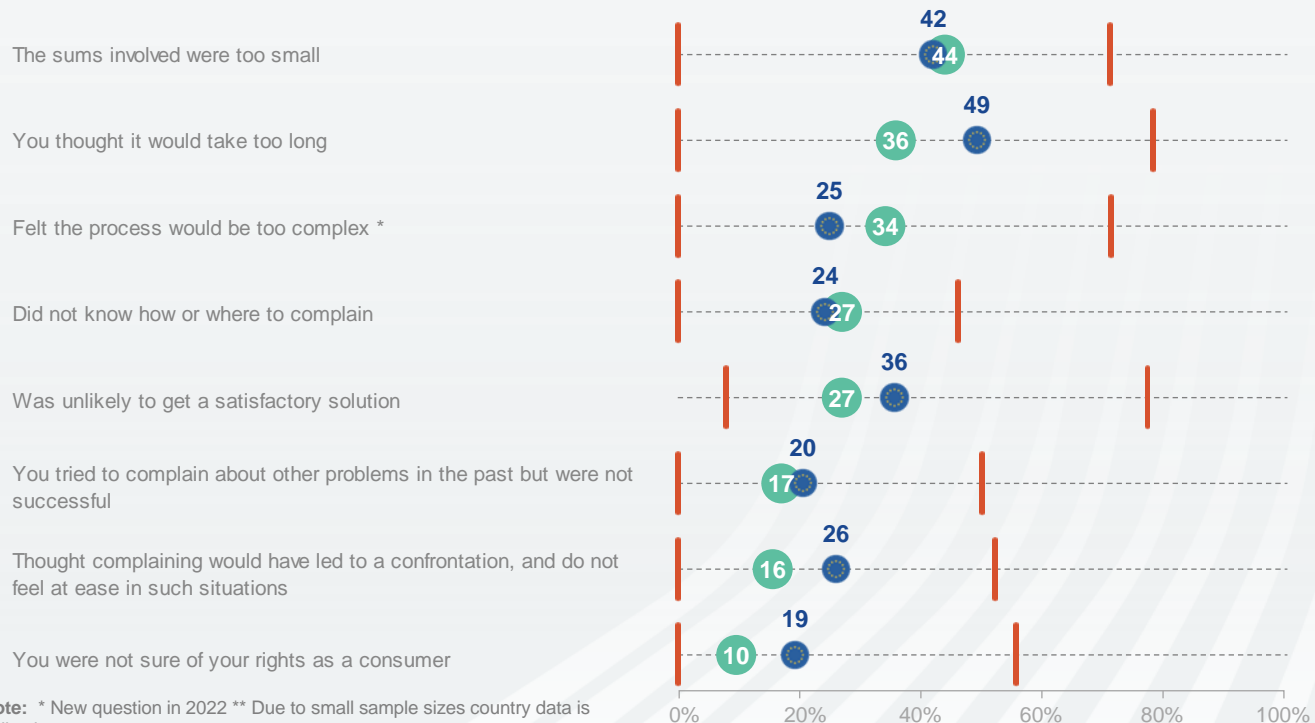 42
The sums involved were too small
44
49
You thought it would take too long
36
25
Felt the process would be too complex *
34
24
Did not know how or where to complain
27
36
Was unlikely to get a satisfactory solution
27
20
You tried to complain about other problems in the past but were not
successful
17
Thought complaining would have led to a confrontation, and do not
feel at ease in such situations
26
16
19
You were not sure of your rights as a consumer
10
ote: * New question in 2022 ** Due to small sample sizes country data is
0% 20% 40% 60% 80% 100%